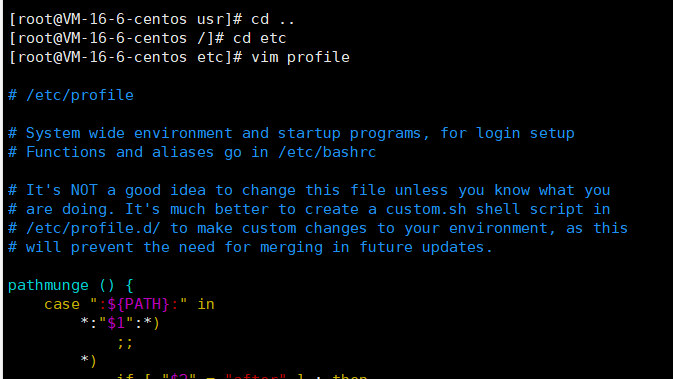 [root@VM-16-6-centos usr]# cd ..
[root@VM-16-6-centos /]# cd etc
[root@VM-16-6-centos etc]# vim profile
# /etc/profile
# System wide environment and startup programs, for login setup
# Functions and aliases go in /etc/bashrc
# It's NOT a good idea to change this file unless you know what you
# are doing. It's much better to create a custom.sh shell script in
# /etc/profile.d/ to make custom changes to your environment, as this
# will prevent the need for merging in future updates.
pathmunge () {
    case ":${PATH}:" in
        *:"$1":*)
            ;;
        *)
            if [ "$2" = "after" ] ; then